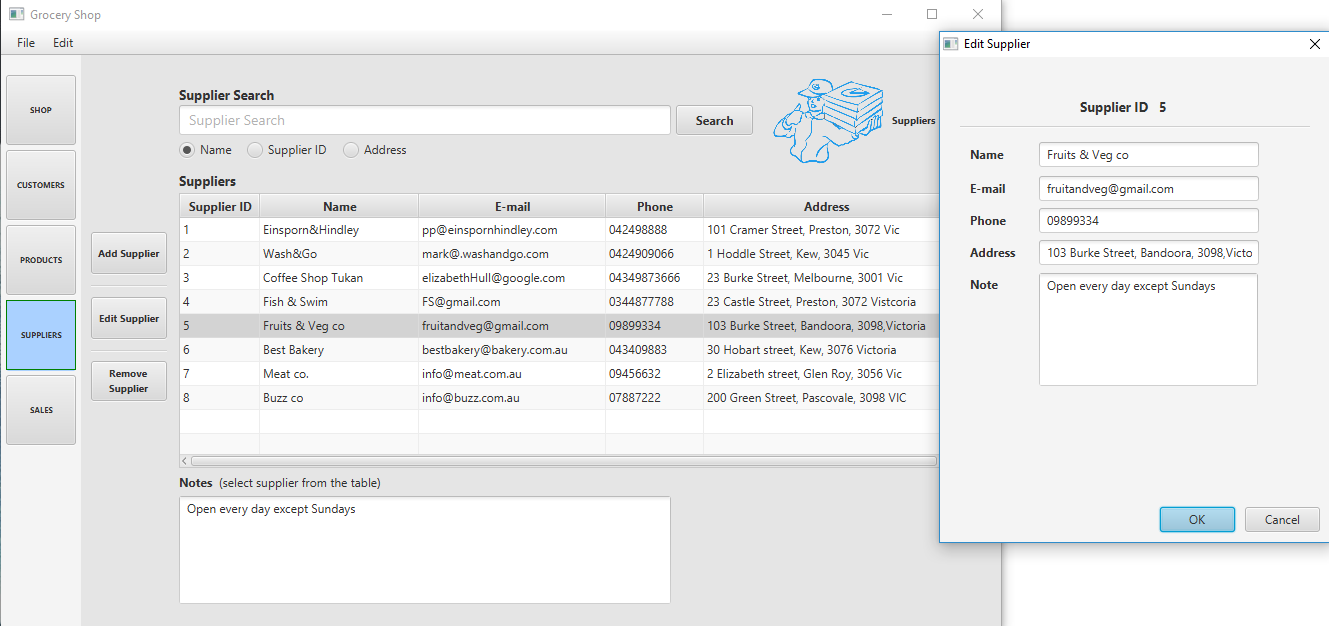 Grocery Shop
File Edit
SHOP
CUSTOMERS
PRODUCTS
SUPPLIERS
SALES
Add Supplier
Edit Supplier
Remove
Supplier
Supplier Search
Supplier Search
Search
Name Supplier ID Address
Suppliers
Suppliers
Supplier ID Name E-mail Phone Address
1 Einsporn&Hindley pp@einspornhindley.com 042498888 101 Cramer Street, Preston, 3072 Vic
2 Wash&Go mark@.washandgo.com 0424909066 1 Hoddle Street, Kew, 3045 Vic
3 Coffee Shop Tukan elizabethHull@google.com 04349873666 23 Burke Street, Melbourne, 3001 Vic
4 Fish & Swim FS@gmail.com 0344877788 23 Castle Street, Preston, 3072 Vistcoria
5 Fruits & Veg co fruitandveg@gmail.com 09899334 103 Burke Street, Bandoora, 3098,Victoria
6 Best Bakery bestbakery@bakery.com.au 043409883 30 Hobart street, Kew, 3076 Victoria
7 Meat co. info@meat.com.au 09456632 2 Elizabeth street, Glen Roy, 3056 Vic
8 Buzz co info@buzz.com.au 07887222 200 Green Street, Pascovale, 3098 VIC
Notes (select supplier from the table)
Open every day except Sundays
Edit Supplier
Supplier ID 5
Name Fruits & Veg co
E-mail fruitandveg@gmail.com
Phone 09899334
Address 103 Burke Street, Bandoora, 3098,Victo
Note Open every day except Sundays
OK Cancel